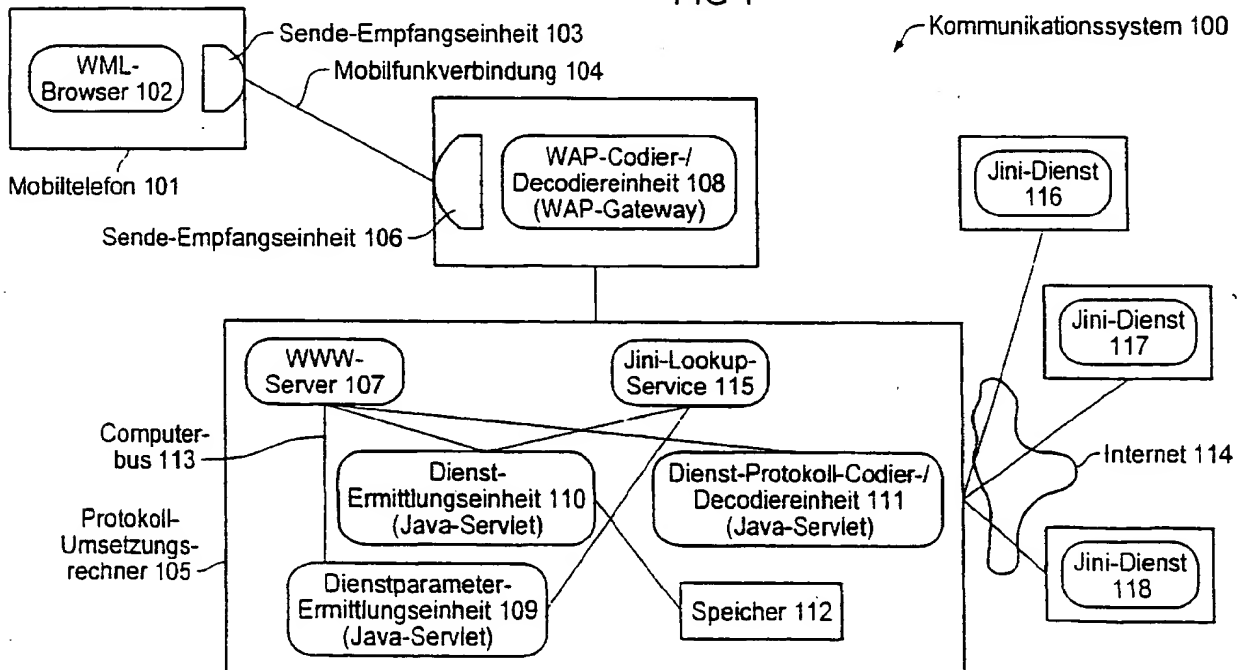 FIG 1
Kommunikationssystem 100
Sende-Empfangseinheit 103
WML-
Browser 102
Mobilfunkverbindung 104
Mobiltelefon 101
WAP-Codier-/
Decodiereinheit 108
(WAP-Gateway)
Sende-Empfangseinheit 106
Jini-Dienst
116
Jini-Dienst
117
WWW-
Server 107
Jini-Lookup-
Service 115
Computer-
bus 113
Internet 114
Dienst-
Ermittlungseinheit 110
(Java-Servlet)
Dienst-Protokoll-Codier-/
Decodiereinheit 111
(Java-Servlet)
Protokoll-
Umsetzungs-
rechner 105
Jini-Dienst
118
Dienstparameter-
Ermittlungseinheit 109
(Java-Servlet)
Speicher 112